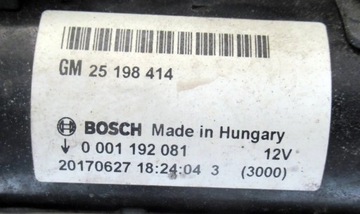 GM 25 198 414
BOSCH Made in Hungary
↓ 0 001 192 081 12V
20170627 18:24:04 3 (3000)